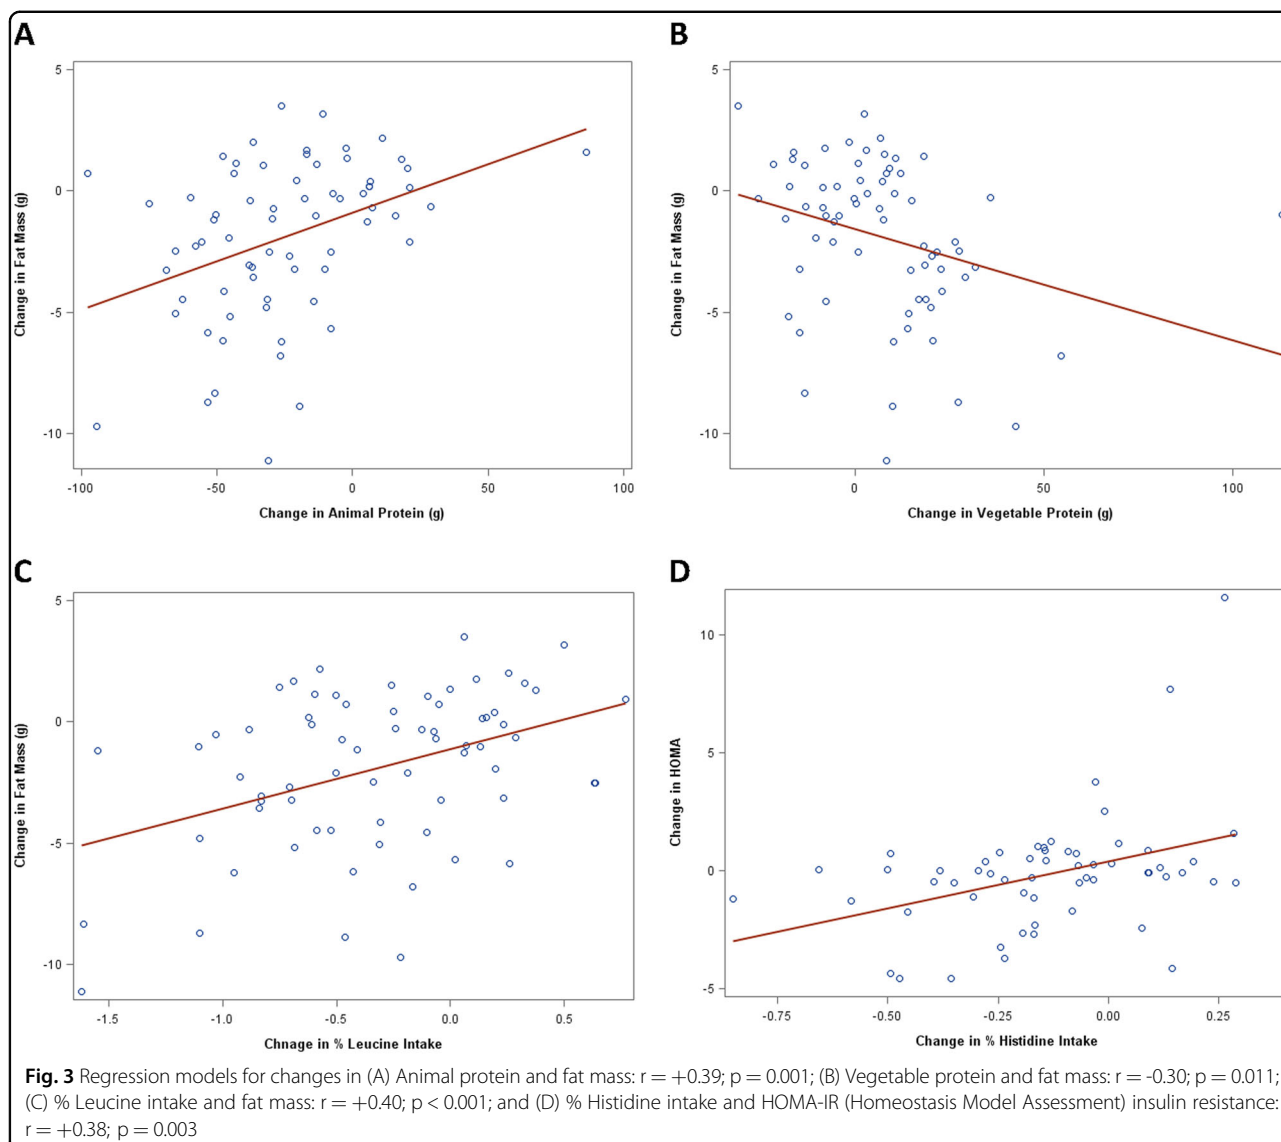 A
5
0
-5
-10
-100 -50 0 50 100
Change in Fat Mass (g)
Change in Animal Protein (g)
B
5
0
-5
-10
0 50 100
Change in Fat Mass (g)
Change in Vegetable Protein (g)
C
5
0
-5
-10
-1.5 -1.0 -0.5 0.0 0.5
Change in Fat Mass (g)
Chnage in % Leucine Intake
D
10
5
0
-5
-0.75 -0.50 -0.25 0.00 0.25
Change in HOMA
Change in % Histidine Intake
Fig. 3 Regression models for changes in (A) Animal protein and fat mass: r = +0.39; p = 0.001; (B) Vegetable protein and fat mass: r = -0.30; p = 0.011;
(C) % Leucine intake and fat mass: r = +0.40; p < 0.001; and (D) % Histidine intake and HOMA-IR (Homeostasis Model Assessment) insulin resistance:
r = +0.38; p = 0.003